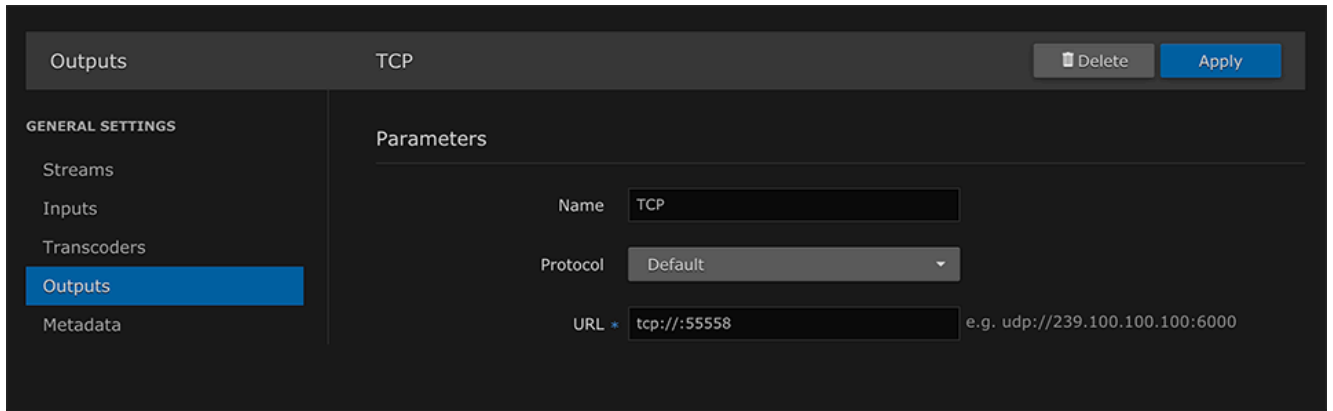 Outputs TCP Delete Apply
GENERAL SETTINGS
Streams
Inputs
Transcoders
Outputs
Metadata
Parameters
Name TCP
Protocol Default
URL * tcp://:55558 e.g. udp://239.100.100.100:6000